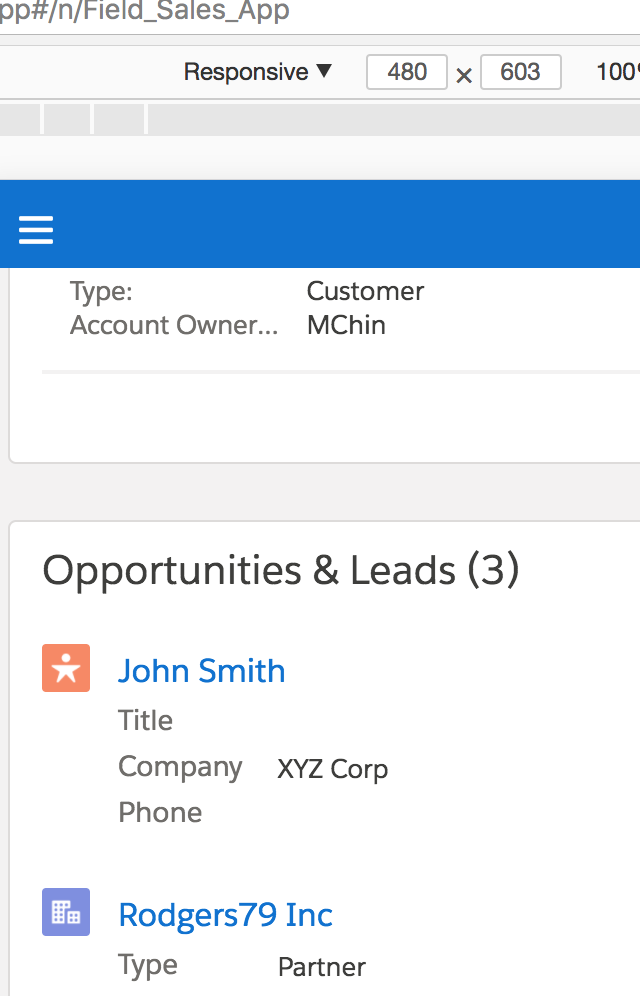 pp#/n/Field_Sales_App
Responsive ▼ 480 × 603 100%
Type: Customer
Account Owner... MChin
Opportunities & Leads (3)
John Smith
Title
Company XYZ Corp
Phone
Rodgers79 Inc
Type Partner